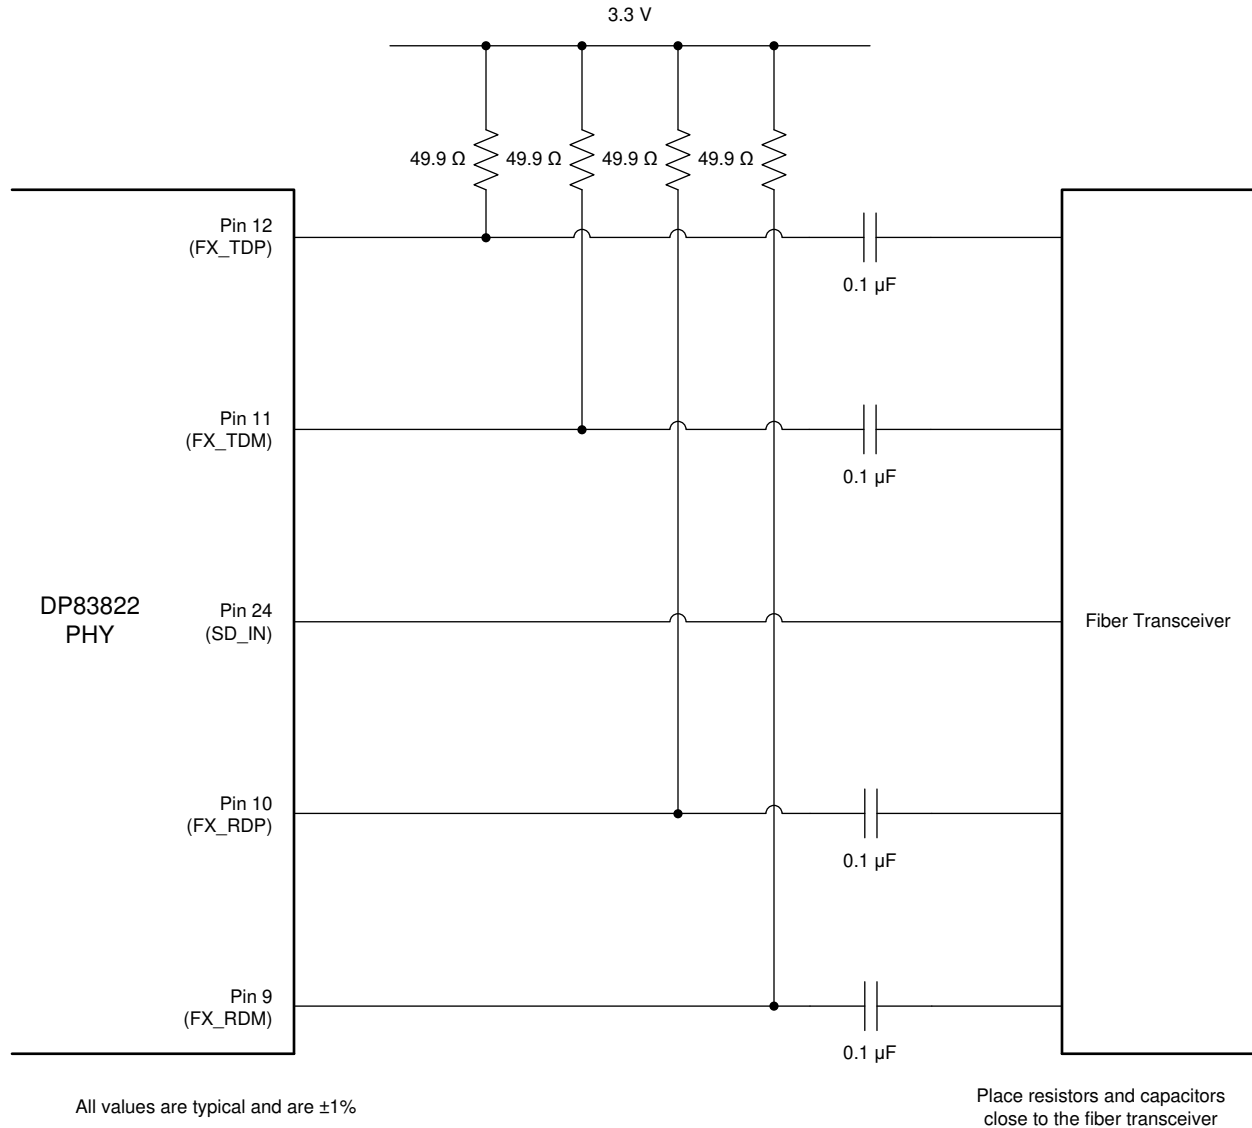 3.3 V
49.9 Ω 49.9 Ω 49.9 Ω 49.9 Ω
Pin 12
(FX_TDP)
0.1 µF
Pin 11
(FX_TDM)
0.1 µF
DP83822
PHY
Pin 24
(SD_IN)
Fiber Transceiver
Pin 10
(FX_RDP)
0.1 µF
Pin 9
(FX_RDM)
0.1 µF
All values are typical and are ±1%
Place resistors and capacitors
close to the fiber transceiver